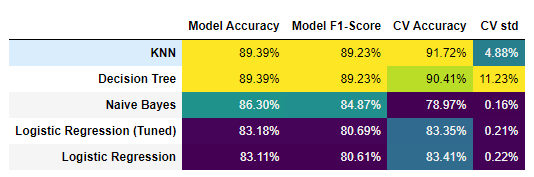 Model Accuracy Model F1-Score CV Accuracy CV std
KNN 89.39% 89.23% 91.72% 4.88%
Decision Tree 89.39% 89.23% 90.41% 11.23%
Naive Bayes 86.30% 84.87% 78.97% 0.16%
Logistic Regression (Tuned) 83.18% 80.69% 83.35% 0.21%
Logistic Regression 83.11% 80.61% 83.41% 0.22%